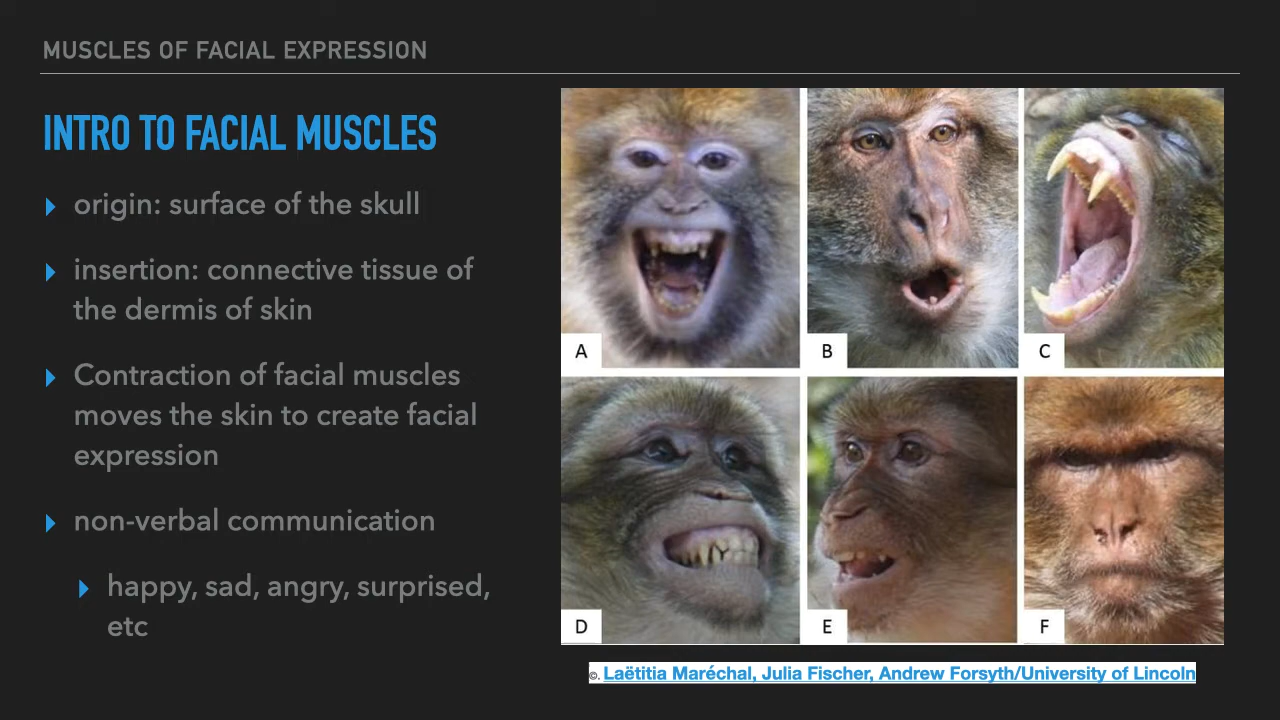 MUSCLES OF FACIAL EXPRESSION
INTRO TO FACIAL MUSCLES
origin: surface of the skull
insertion: connective tissue of
the dermis of skin
Contraction of facial muscles
moves the skin to create facial
expression
non-verbal communication
happy, sad, angry, surprised,
etc
A
B
C
D
E
F
©. Laëtitia Maréchal, Julia Fischer, Andrew Forsyth/University of Lincoln